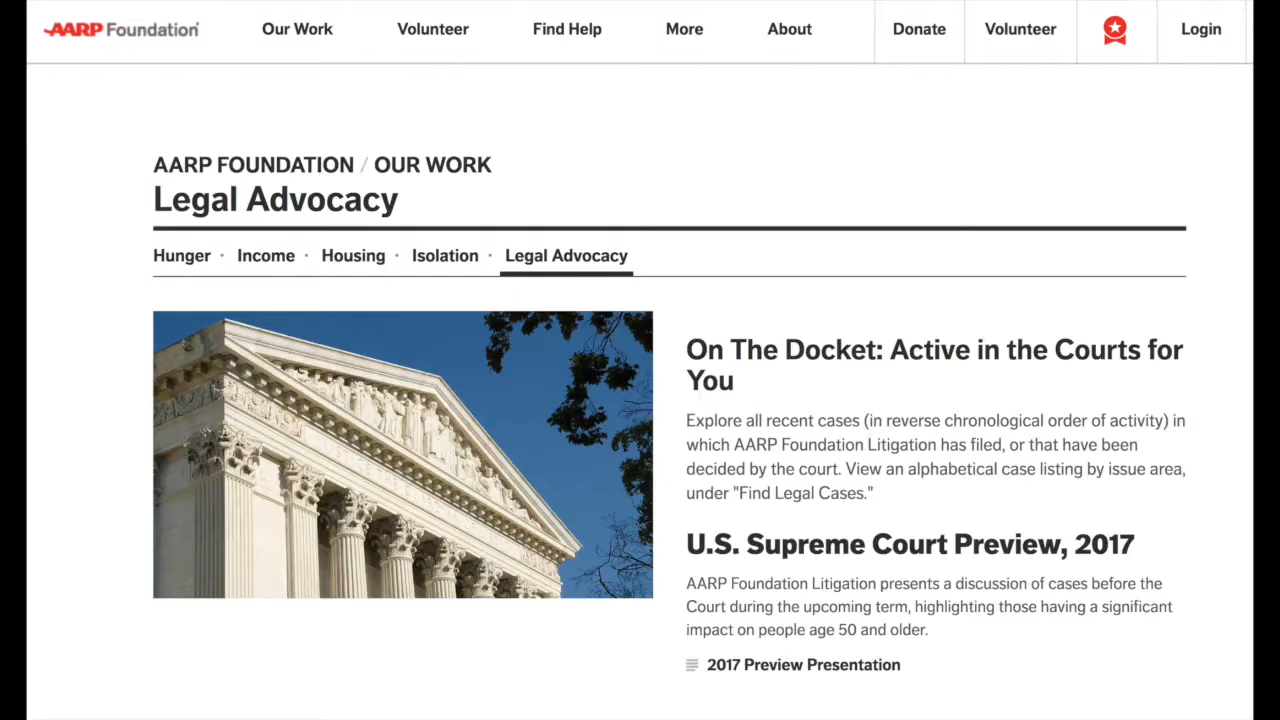 AARP Foundation
Our Work
Volunteer
Find Help
More
About
Donate
Volunteer
Login
AARP FOUNDATION / OUR WORK
Legal Advocacy
Hunger · Income · Housing · Isolation · Legal Advocacy
On The Docket: Active in the Courts for
You
Explore all recent cases (in reverse chronological order of activity) in
which AARP Foundation Litigation has filed, or that have been
decided by the court. View an alphabetical case listing by issue area,
under "Find Legal Cases."
U.S. Supreme Court Preview, 2017
AARP Foundation Litigation presents a discussion of cases before the
Court during the upcoming term, highlighting those having a significant
impact on people age 50 and older.
2017 Preview Presentation